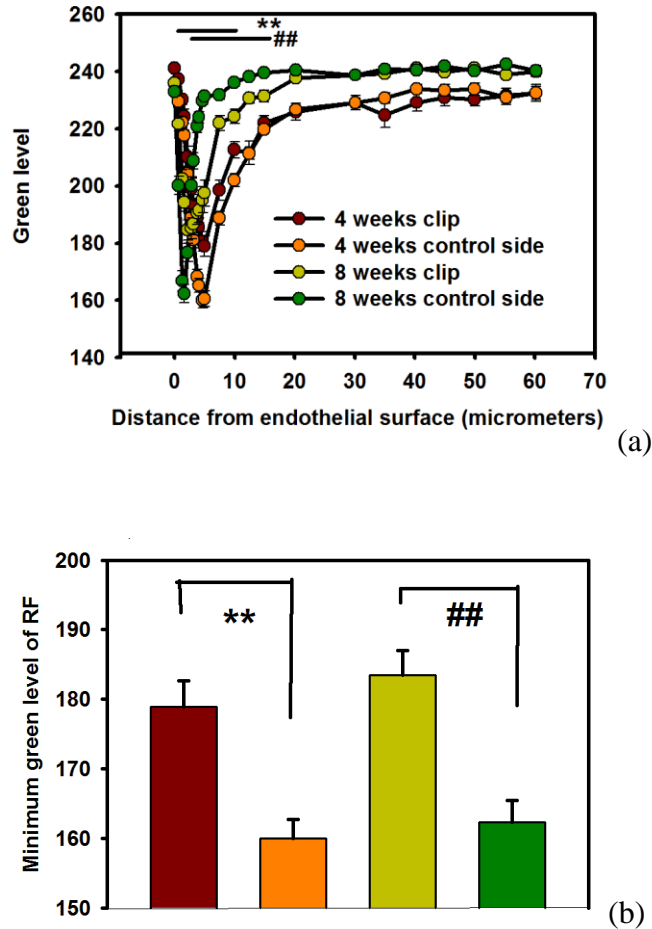 **
##
260
240
220
200
180
160
140
Green level
4 weeks clip
4 weeks control side
8 weeks clip
8 weeks control side
0 10 20 30 40 50 60 70
Distance from endothelial surface (micrometers)
(a)
200
190
180
170
160
150
Minimum green level of RF
**
##
(b)